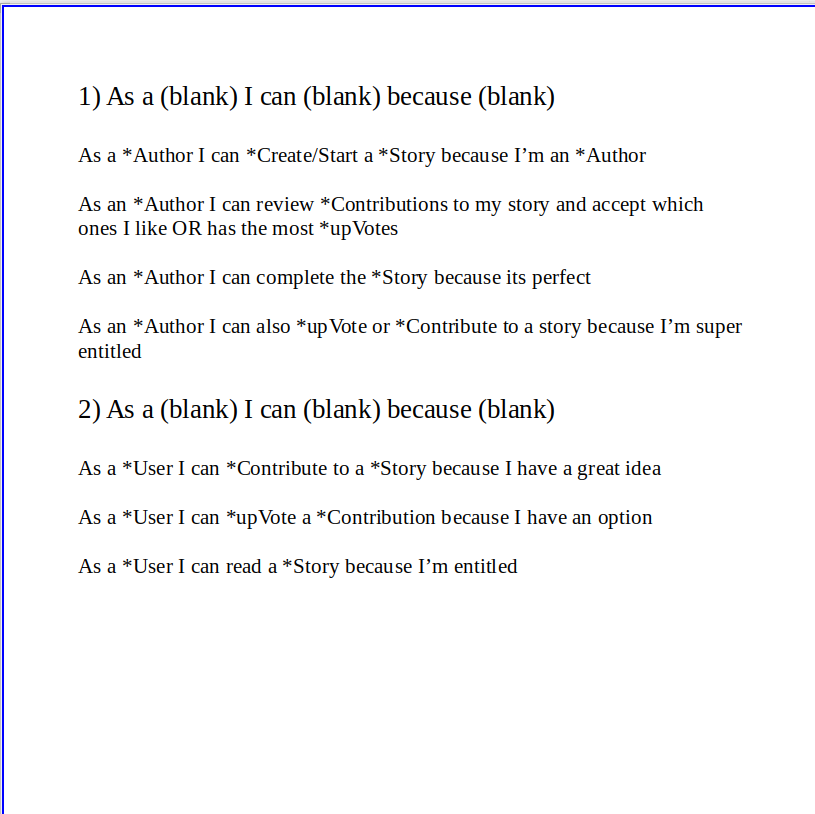 1) As a (blank) I can (blank) because (blank)
As a *Author I can *Create/Start a *Story because I’m an *Author
As an *Author I can review *Contributions to my story and accept which
ones I like OR has the most *upVotes
As an *Author I can complete the *Story because its perfect
As an *Author I can also *upVote or *Contribute to a story because I’m super
entitled
2) As a (blank) I can (blank) because (blank)
As a *User I can *Contribute to a *Story because I have a great idea
As a *User I can *upVote a *Contribution because I have an option
As a *User I can read a *Story because I’m entitled